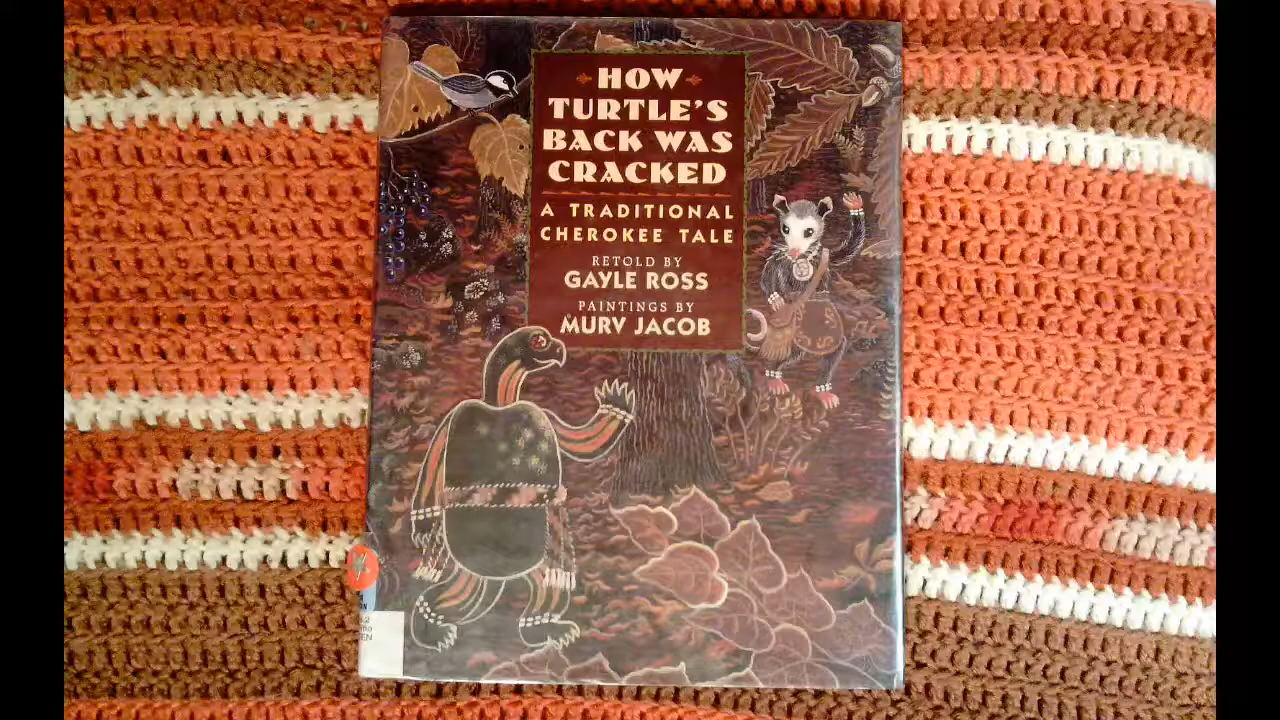 HOW
TURTLE'S
BACK WAS
CRACKED
A TRADITIONAL
CHEROKEE TALE
RETOLD BY
GAYLE ROSS
PAINTINGS BY
MURV JACOB